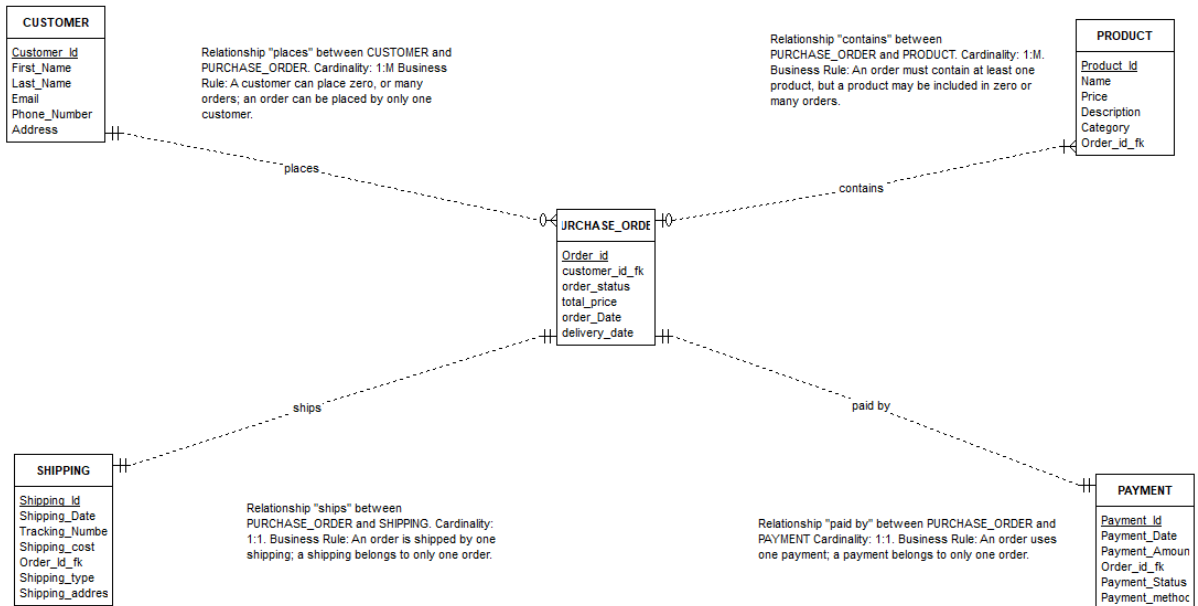 CUSTOMER
Customer_Id
First_Name
Last_Name
Email
Phone_Number
Address
Relationship "places" between CUSTOMER and
PURCHASE_ORDER. Cardinality: 1:M Business
Rule: A customer can place zero, or many
orders; an order can be placed by only one
customer.
Relationship "contains" between
PURCHASE_ORDER and PRODUCT. Cardinality: 1:M.
Business Rule: An order must contain at least one
product, but a product may be included in zero or
many orders.
PRODUCT
Product_Id
Name
Price
Description
Category
Order_id_fk
places
contains
URCHASE_ORDE
Order_id
customer_id_fk
order_status
total_price
order_Date
delivery_date
ships
paid by
SHIPPING
Shipping_Id
Shipping_Date
Tracking_Numbe
Shipping_cost
Order_Id_fk
Shipping_type
Shipping_addres
Relationship "ships" between
PURCHASE_ORDER and SHIPPING. Cardinality:
1:1. Business Rule: An order is shipped by one
shipping; a shipping belongs to only one order.
Relationship "paid by" between PURCHASE_ORDER and
PAYMENT Cardinality: 1:1. Business Rule: An order uses
one payment; a payment belongs to only one order.
PAYMENT
Payment_Id
Payment_Date
Payment_Amoun
Order_id_fk
Payment_Status
Payment_method